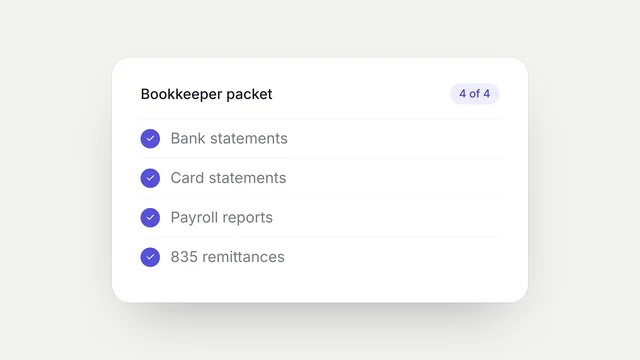 Bookkeeper packet
4 of 4
Bank statements
Card statements
Payroll reports
835 remittances